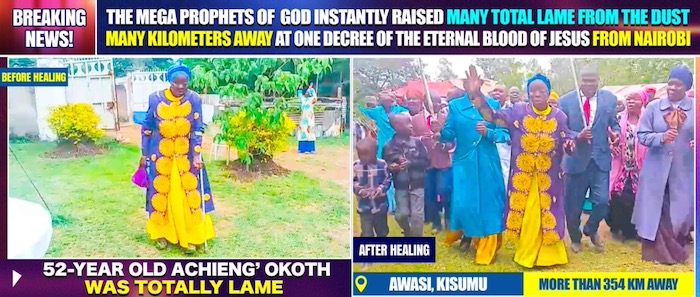 BREAKING
NEWS!
THE MEGA PROPHETS OF GOD INSTANTLY RAISED MANY TOTAL LAME FROM THE DUST
MANY KILOMETERS AWAY AT ONE DECREE OF THE ETERNAL BLOOD OF JESUS FROM NAIROBI
BEFORE HEALING
52-YEAR OLD ACHIENG' OKOTH
WAS TOTALLY LAME
AFTER HEALING
AWASI, KISUMU
MORE THAN 354 KM AWAY